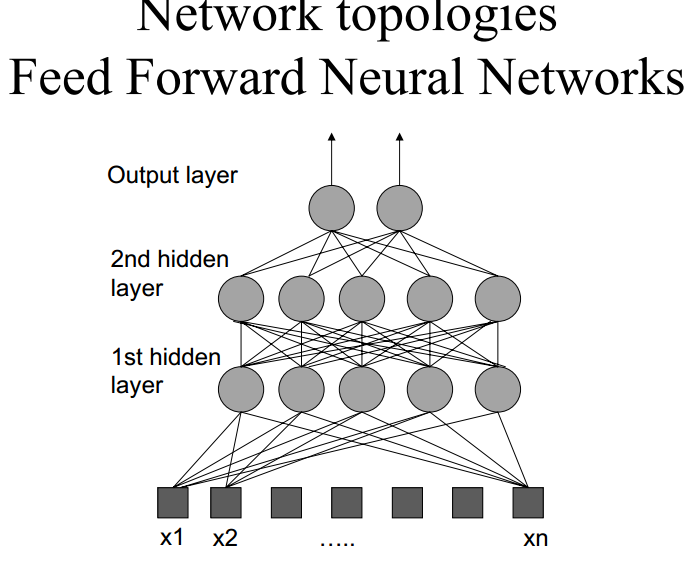 Network topologies
Feed Forward Neural Networks
Output layer
2nd hidden
layer
1st hidden
layer
x1 x2 ..... xn